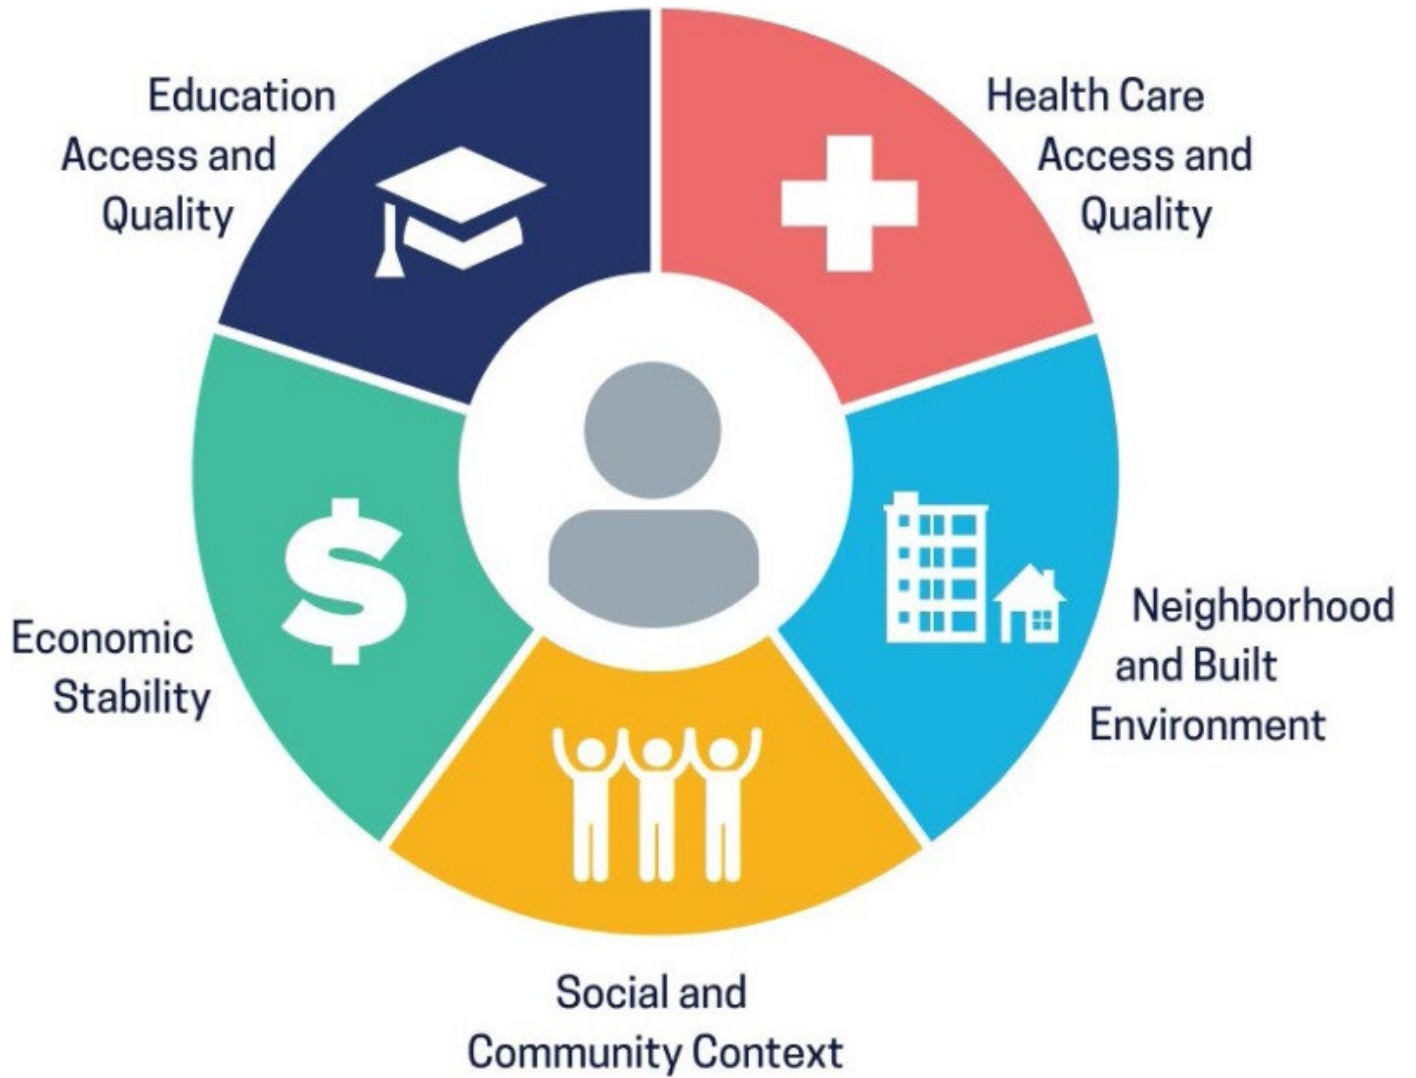 Education
Access and
Quality
Health Care
Access and
Quality
$
Economic
Stability
Neighborhood
and Built
Environment
Social and
Community Context